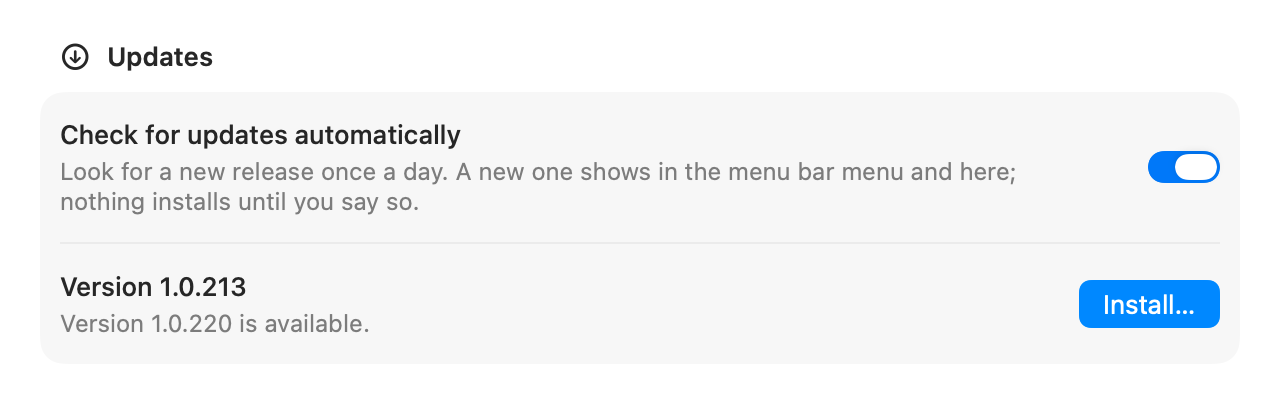 Updates
Check for updates automatically
Look for a new release once a day. A new one shows in the menu bar menu and here;
nothing installs until you say so.
Version 1.0.213
Version 1.0.220 is available.
Install...